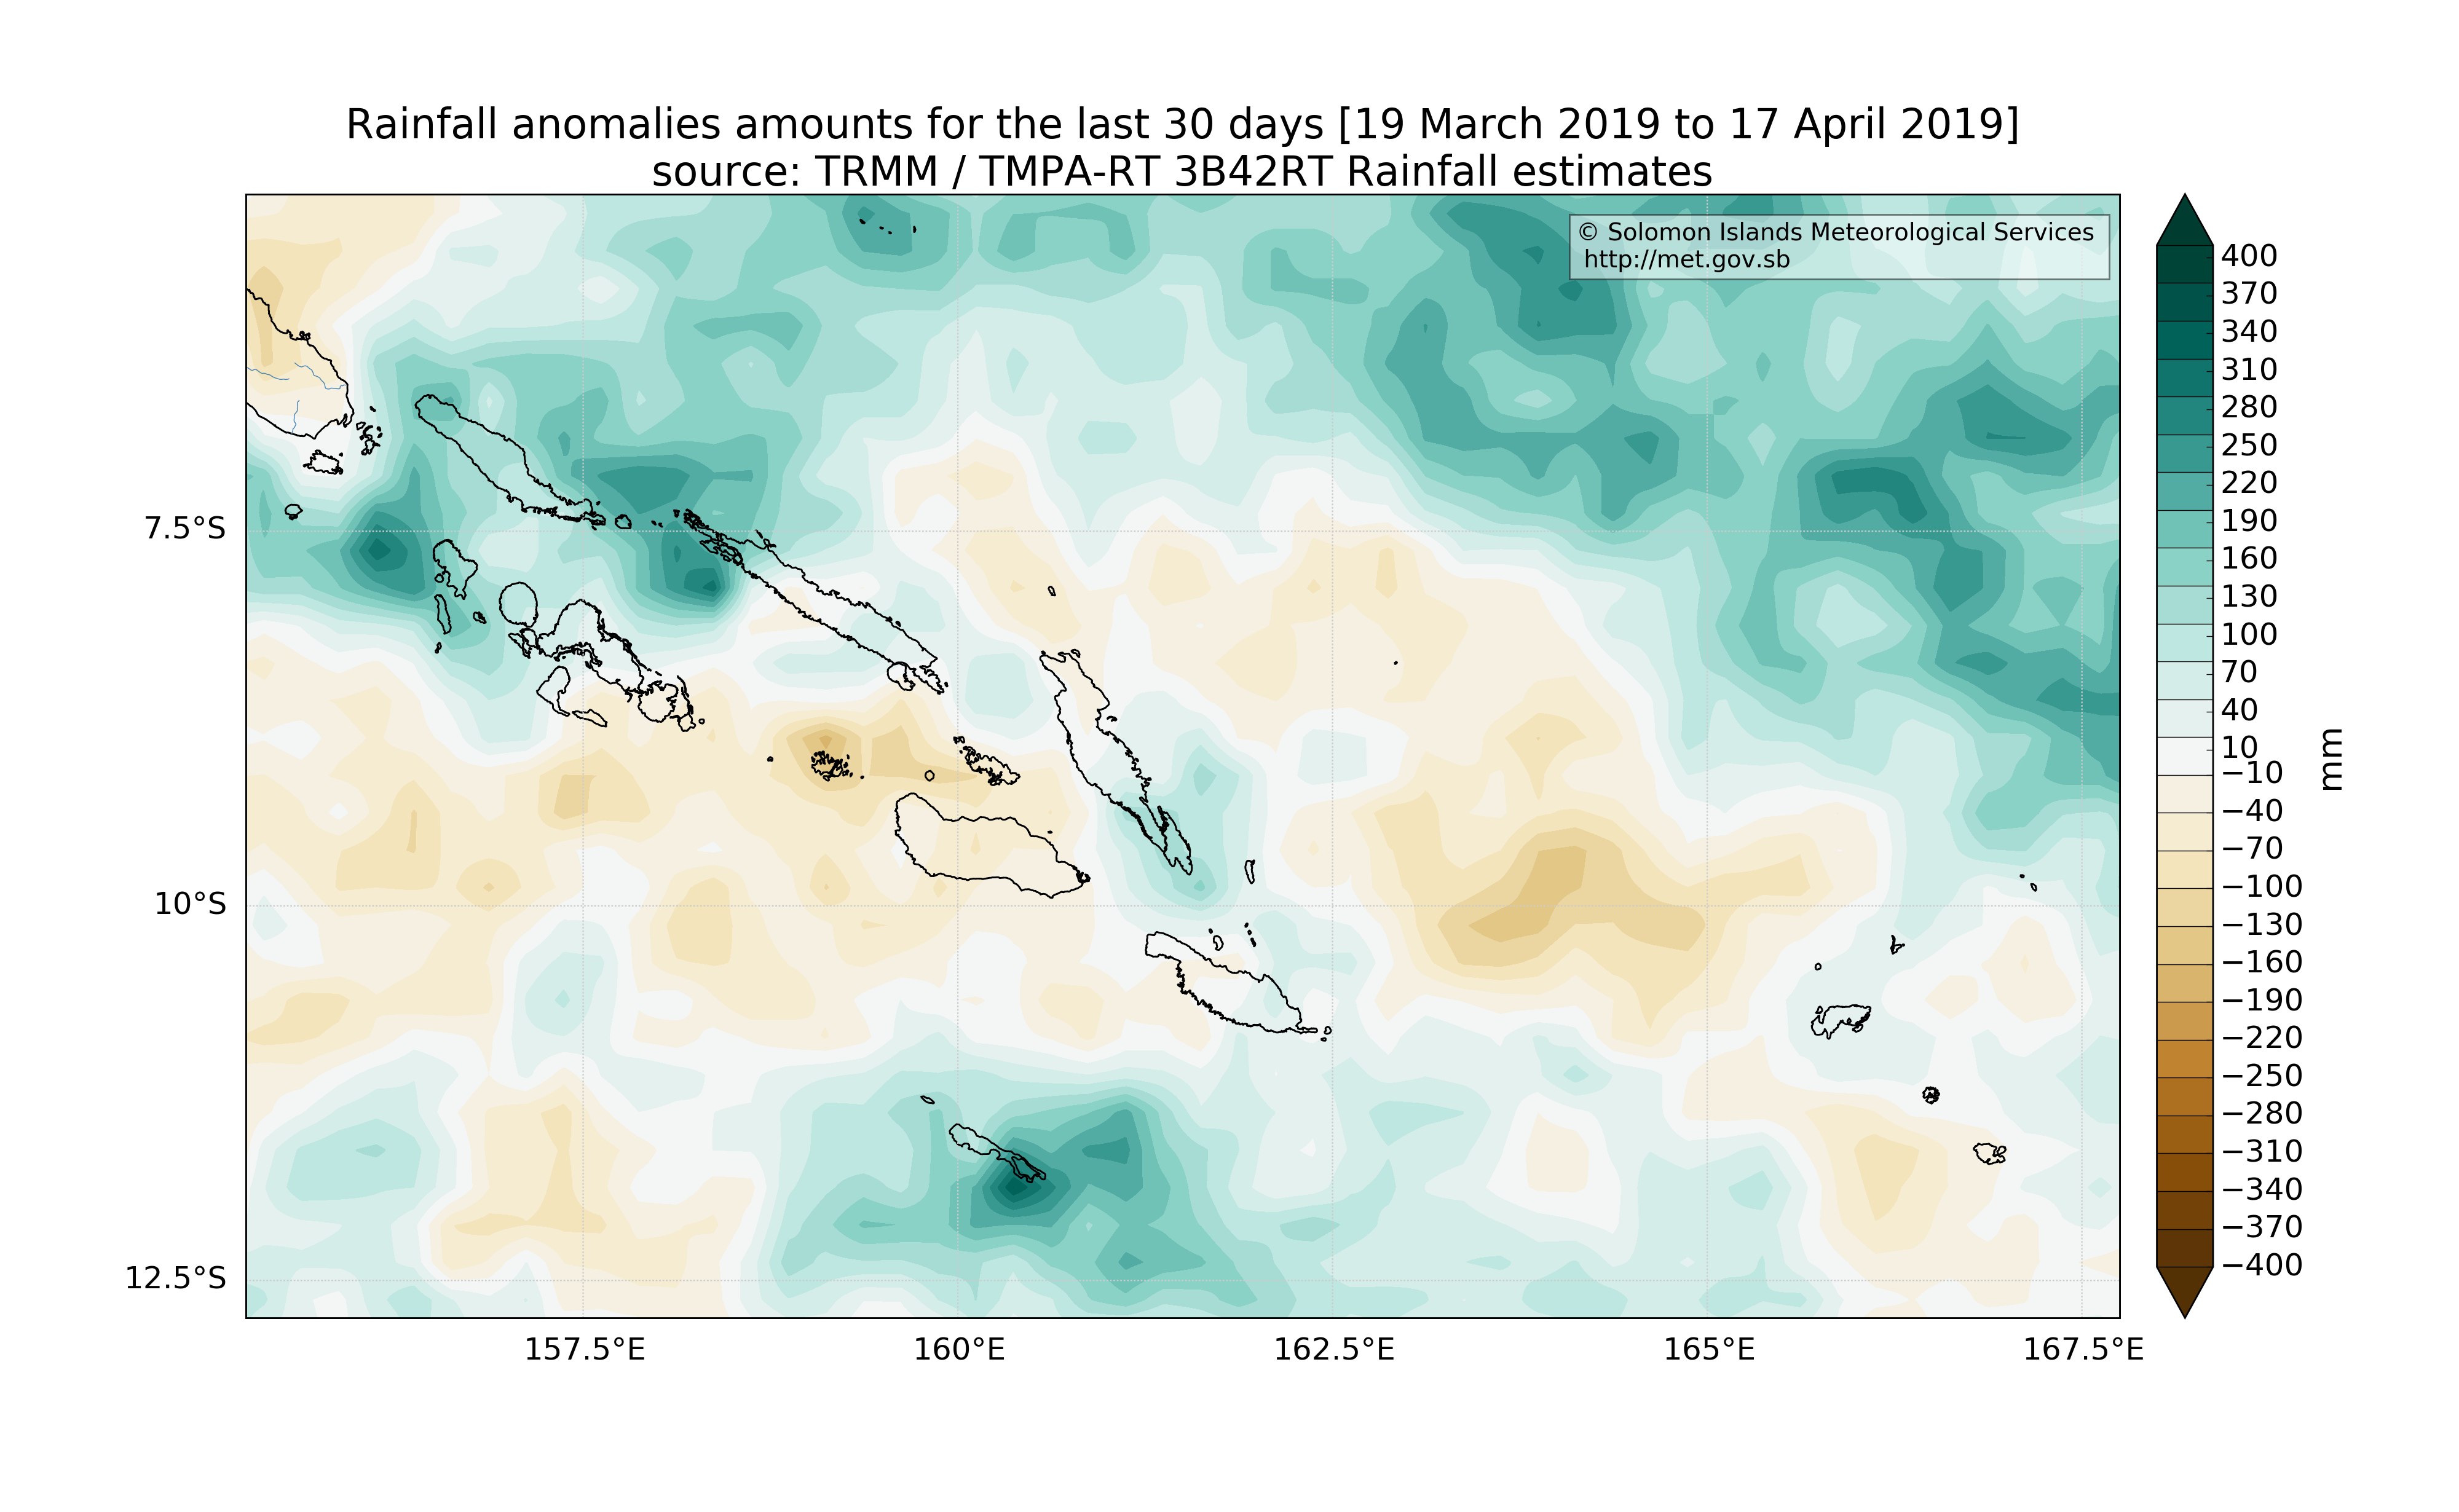 Rainfall anomalies amounts for the last 30 days [19 March 2019 to 17 April 2019]
source: TRMM / TMPA-RT 3B42RT Rainfall estimates
© Solomon Islands Meteorological Services
http://met.gov.sb
7.5°S
10°S
12.5°S
157.5°E
160°E
162.5°E
165°E
167.5°E
400
370
340
310
280
250
220
190
160
130
100
70
40
10
−10
−40
−70
−100
−130
−160
−190
−220
−250
−280
−310
−340
−370
−400
mm